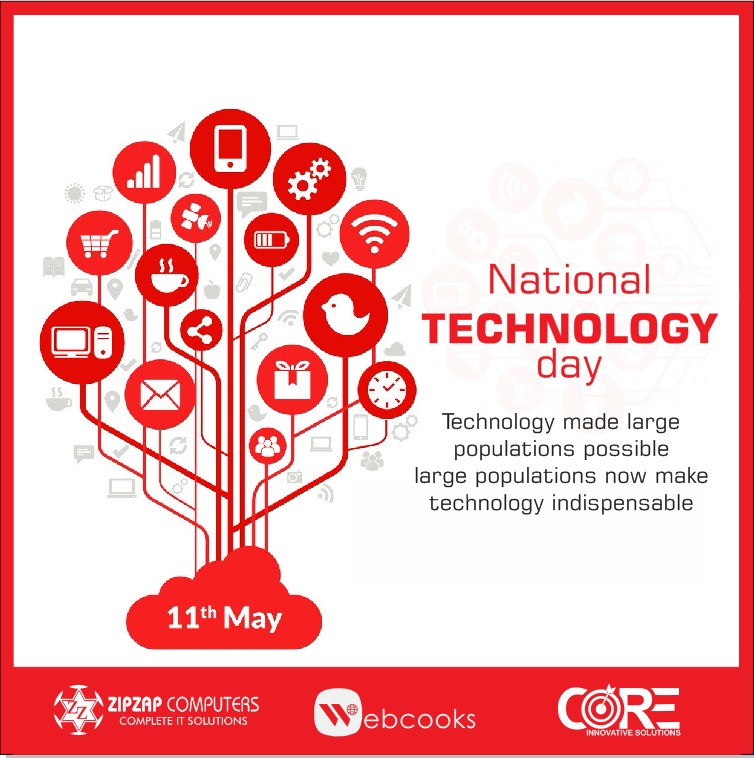 National
TECHNOLOGY
day
Technology made large
populations possible
large populations now make
technology indispensable
11th May
ZZ
ZIPZAP COMPUTERS
COMPLETE IT SOLUTIONS
Webcooks
CORE
INNOVATIVE SOLUTIONS